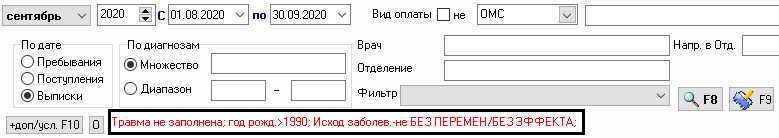 сентябрь 2020 С 01.08.2020 по 30.09.2020 Вид оплаты не ОМС
По дате По диагнозам Врач Напр. в Отд.
Пребывания Множество
Поступления Отделение
Выписки Диапазон – Фильтр F8 F9
+доп/усл. F10 0 Травма не заполнена; год рожд.>1990; Исход заболев.-не БЕЗ ПЕРЕМЕН/БЕЗ ЭФФЕКТА;